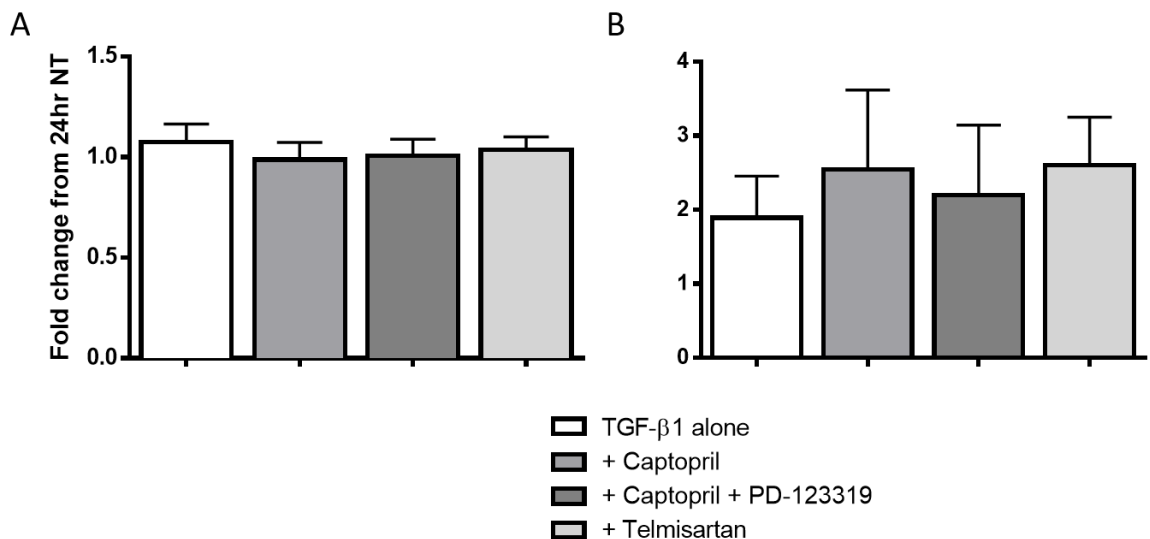 A
B
Fold change from 24hr NT
1.5
1.0
0.5
0.0
4
3
2
1
0
TGF-β1 alone
+ Captopril
+ Captopril + PD-123319
+ Telmisartan